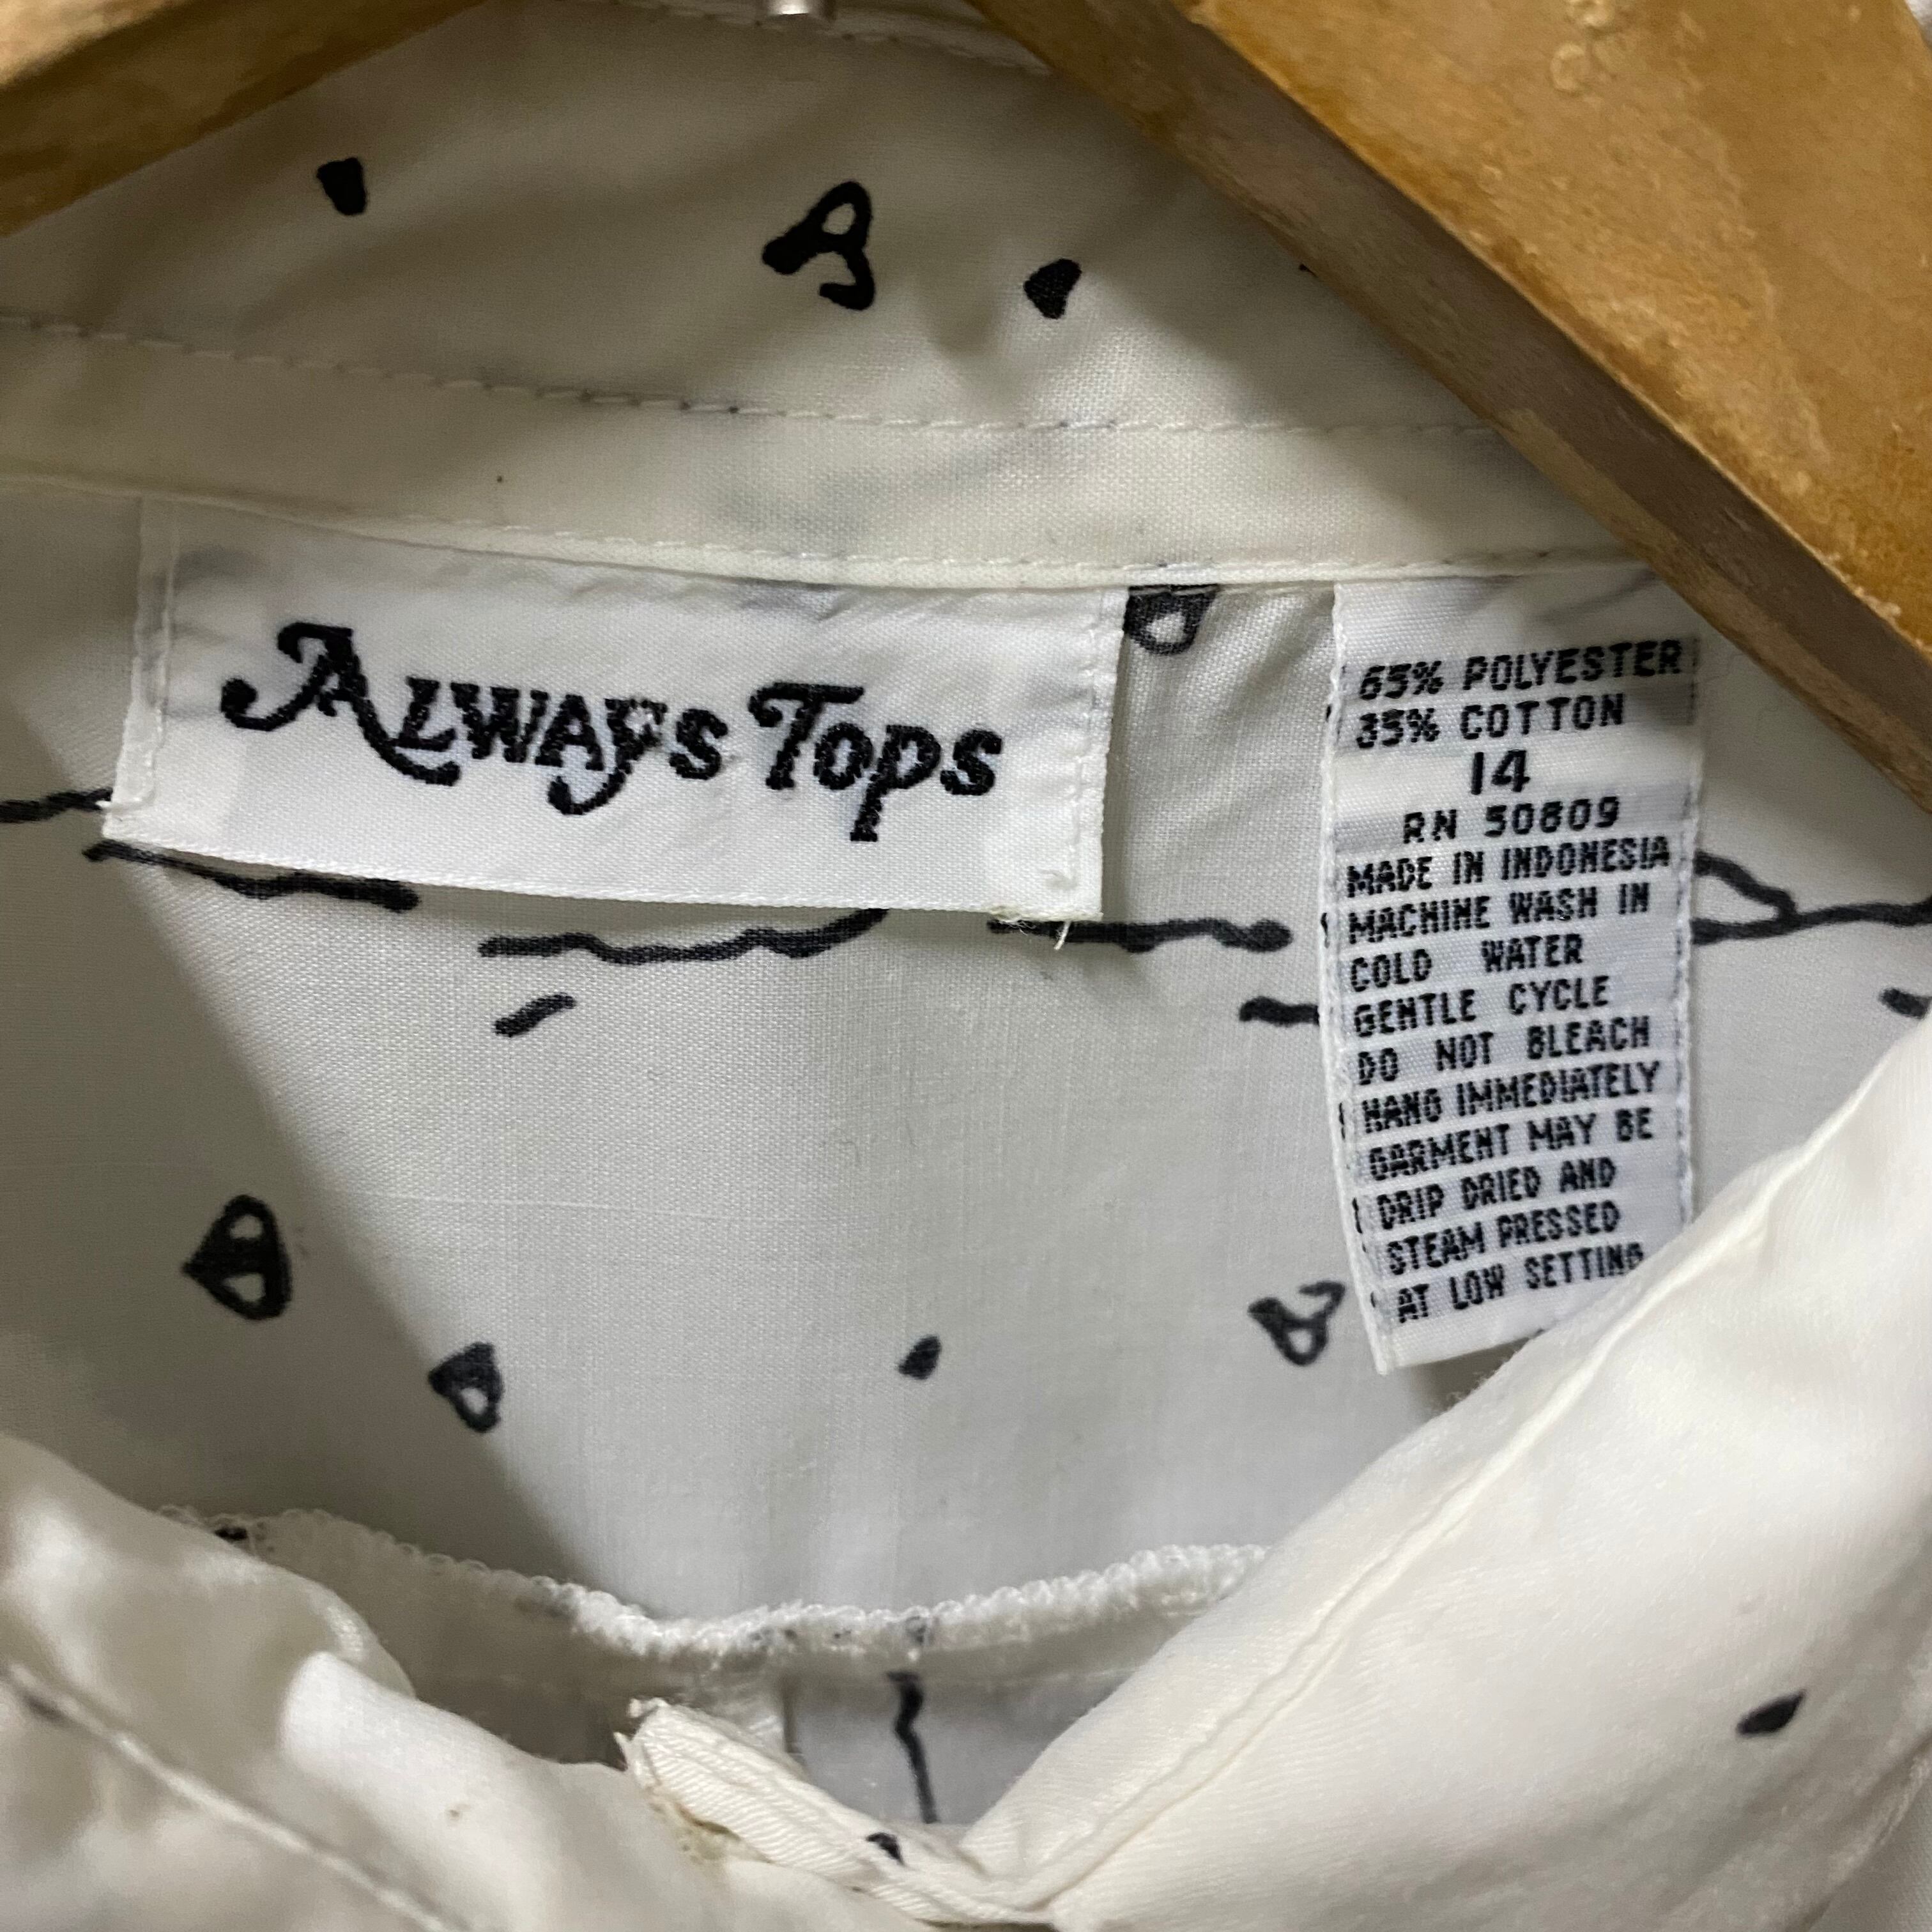 ALWAYS TOPS
65% POLYESTER
35% COTTON
14
RN 50809
MADE IN INDONESIA
MACHINE WASH IN
COLD WATER
GENTLE CYCLE
DO NOT BLEACH
HANG IMMEDIATELY
GARMENT MAY BE
DRIP DRIED AND
STEAM PRESSED
AT LOW SETTING